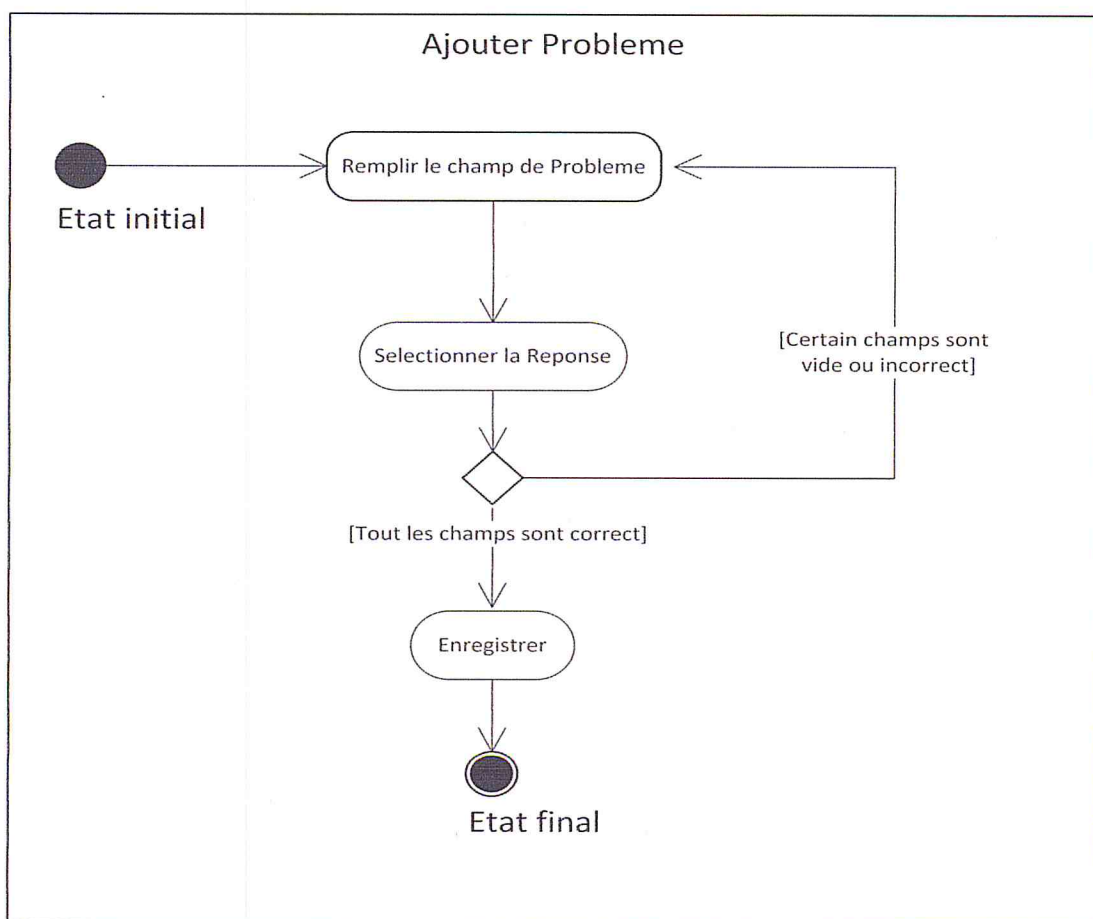 Ajouter Probleme
Remplir le champ de Probleme
Etat initial
Selectionner la Reponse
[Certain champs sont
vide ou incorrect]
[Tout les champs sont correct]
Enregistrer
Etat final